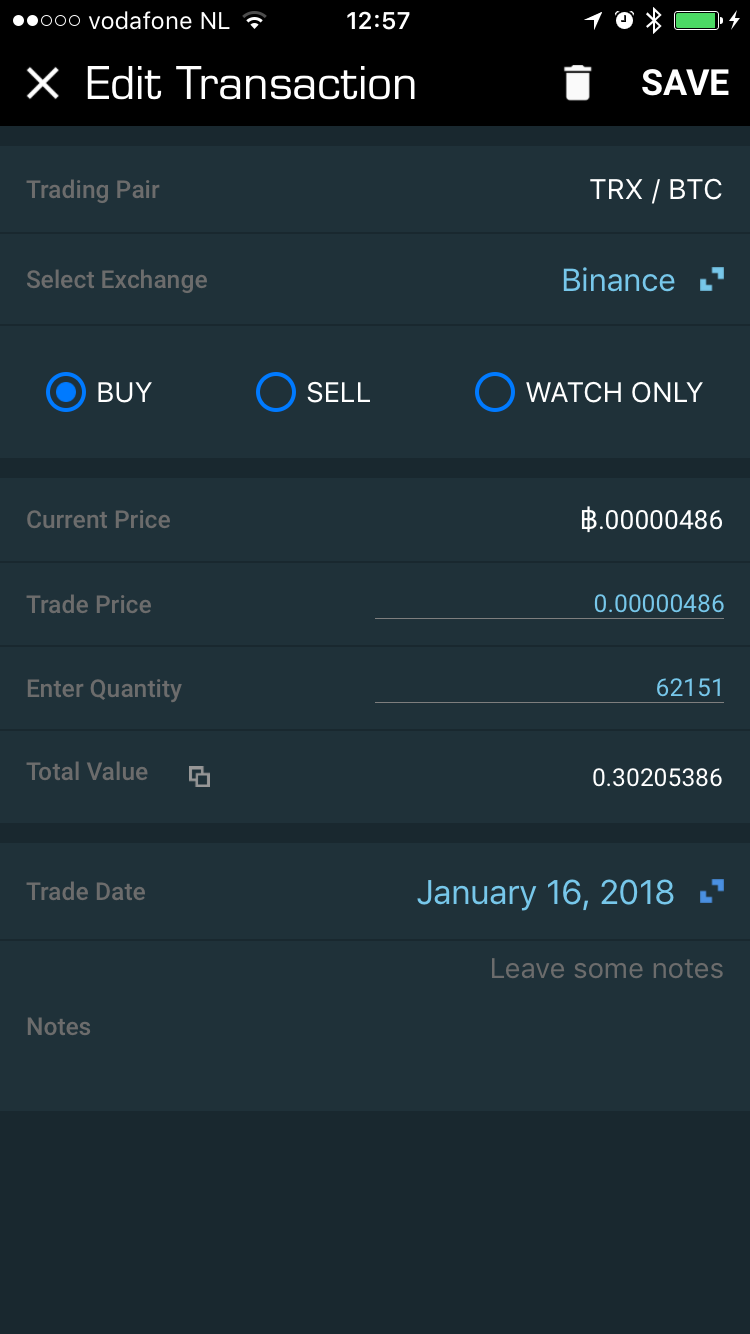 vodafone NL 12:57
Edit Transaction SAVE
Trading Pair TRX / BTC
Select Exchange Binance
BUY SELL WATCH ONLY
Current Price ฿.00000486
Trade Price 0.00000486
Enter Quantity 62151
Total Value 0.30205386
Trade Date January 16, 2018
Leave some notes
Notes